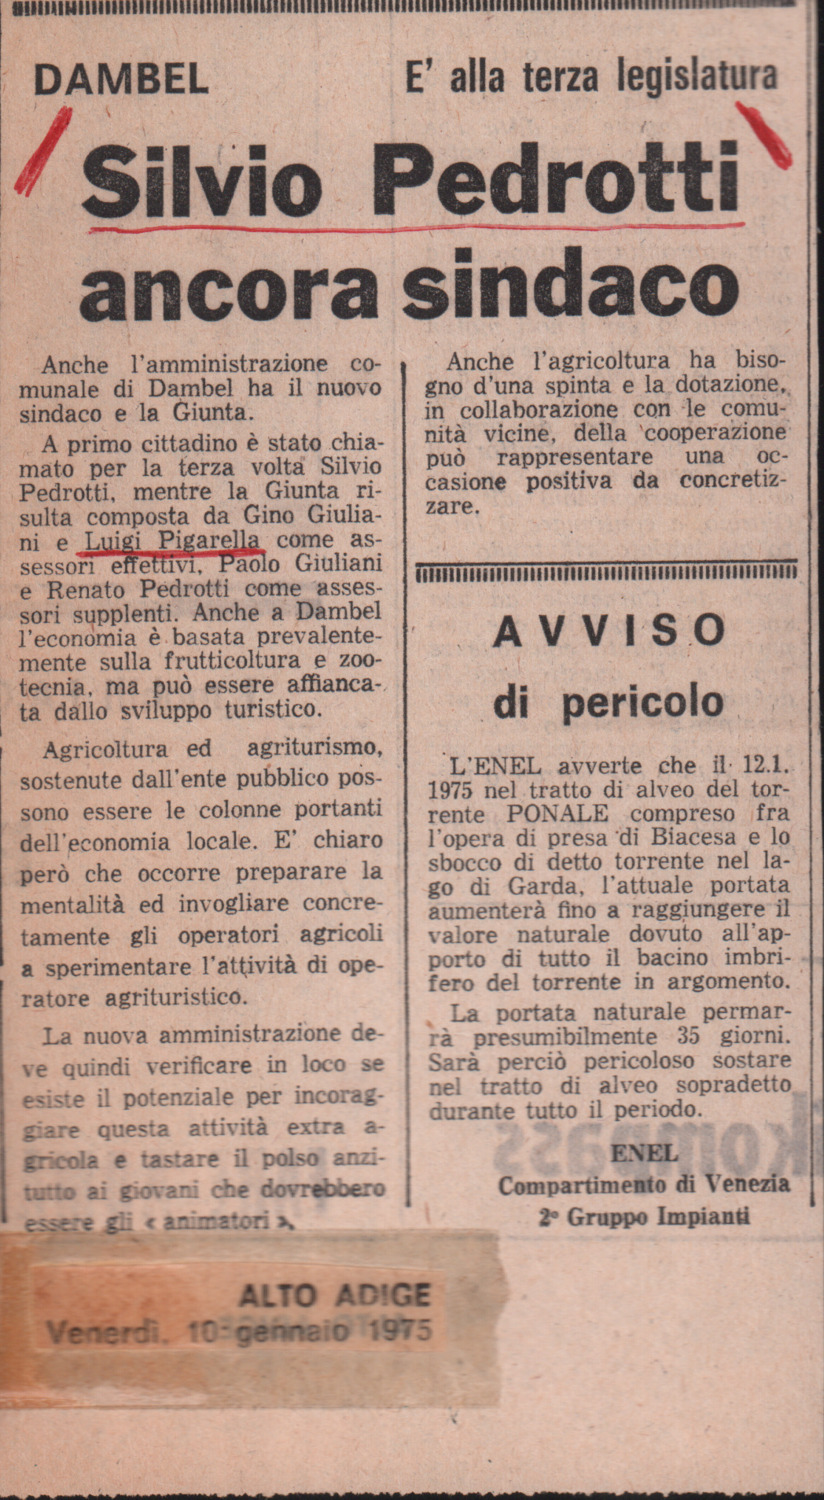 DAMBEL E' alla terza legislatura
Silvio Pedrotti
ancora sindaco
Anche l'amministrazione co-
munale di Dambel ha il nuovo
sindaco e la Giunta.
A primo cittadino è stato chia-
mato per la terza volta Silvio
Pedrotti, mentre la Giunta ri-
sulta composta da Gino Giulia-
ni e Luigi Pigarella come as-
sessori effettivi, Paolo Giuliani
e Renato Pedrotti come asses-
sori supplenti. Anche a Dambel
l'economia è basata prevalente-
mente sulla frutticoltura e zoo-
tecnia, ma può essere affianca-
ta dallo sviluppo turistico.
Agricoltura ed agriturismo,
sostenute dall'ente pubblico pos-
sono essere le colonne portanti
dell'economia locale. E' chiaro
però che occorre preparare la
mentalità ed invogliare concre-
tamente gli operatori agricoli
a sperimentare l'attività di ope-
ratore agrituristico.
La nuova amministrazione de-
ve quindi verificare in loco se
esiste il potenziale per incorag-
giare questa attività extra a-
gricola e tastare il polso anzi-
tutto ai giovani che dovrebbero
essere gli « animatori ».
Anche l'agricoltura ha biso-
gno d'una spinta e la dotazione,
in collaborazione con le comu-
nità vicine, della cooperazione
può rappresentare una oc-
casione positiva da concretiz-
zare.
AVVISO
di pericolo
L'ENEL avverte che il 12.1.
1975 nel tratto di alveo del tor-
rente PONALE compreso fra
l'opera di presa di Biacesa e lo
sbocco di detto torrente nel la-
go di Garda, l'attuale portata
aumenterà fino a raggiungere il
valore naturale dovuto all'ap-
porto di tutto il bacino imbri-
fero del torrente in argomento.
La portata naturale permar-
rà presumibilmente 35 giorni.
Sarà perciò pericoloso sostare
nel tratto di alveo sopradetto
durante tutto il periodo.
ENEL
Compartimento di Venezia
2º Gruppo Impianti
ALTO ADIGE
Venerdì, 10 gennaio 1975